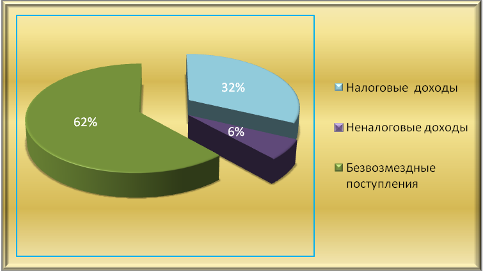 32%
6%
62%
Налоговые доходы
Неналоговые доходы
Безвозмездные
поступления